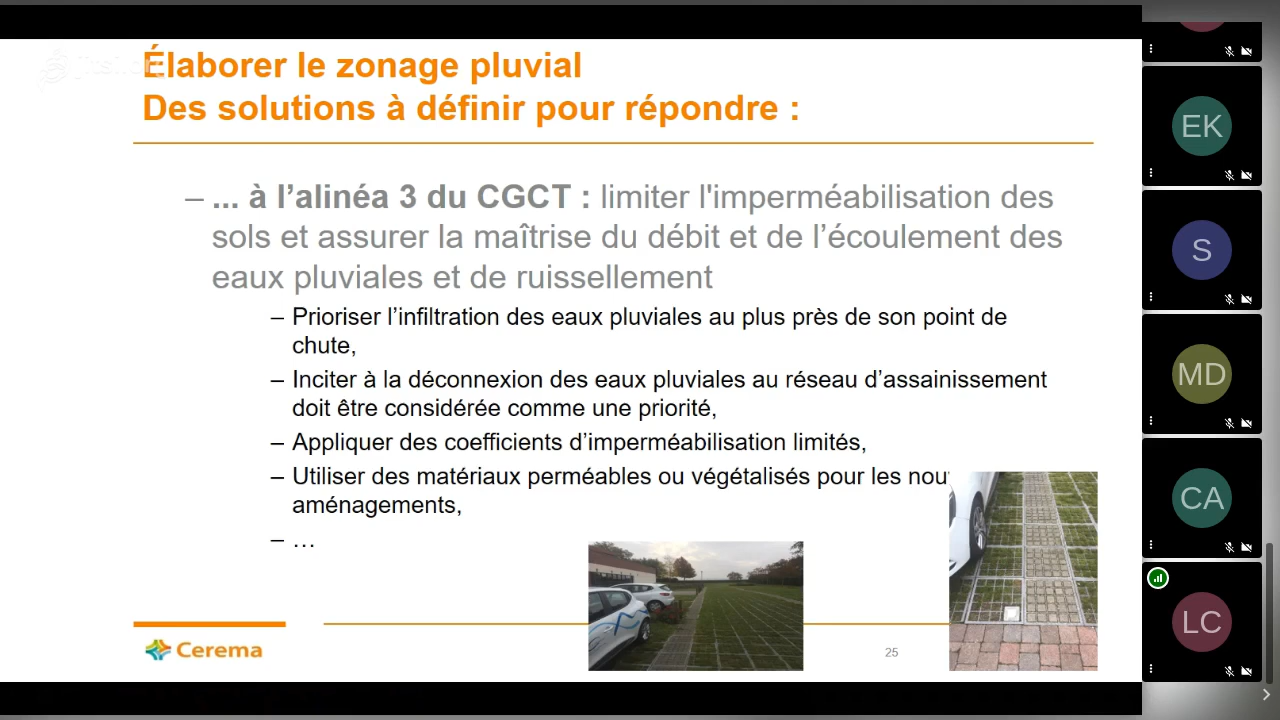 Élaborer le zonage pluvial
Des solutions à définir pour répondre :
– ... à l’alinéa 3 du CGCT : limiter l'imperméabilisation des
sols et assurer la maîtrise du débit et de l’écoulement des
eaux pluviales et de ruissellement
– Prioriser l’infiltration des eaux pluviales au plus près de son point de
chute,
– Inciter à la déconnexion des eaux pluviales au réseau d’assainissement
doit être considérée comme une priorité,
– Appliquer des coefficients d’imperméabilisation limités,
– Utiliser des matériaux perméables ou végétalisés pour les nou
aménagements,
– …
Cerema
25
EK
S
MD
CA
LC